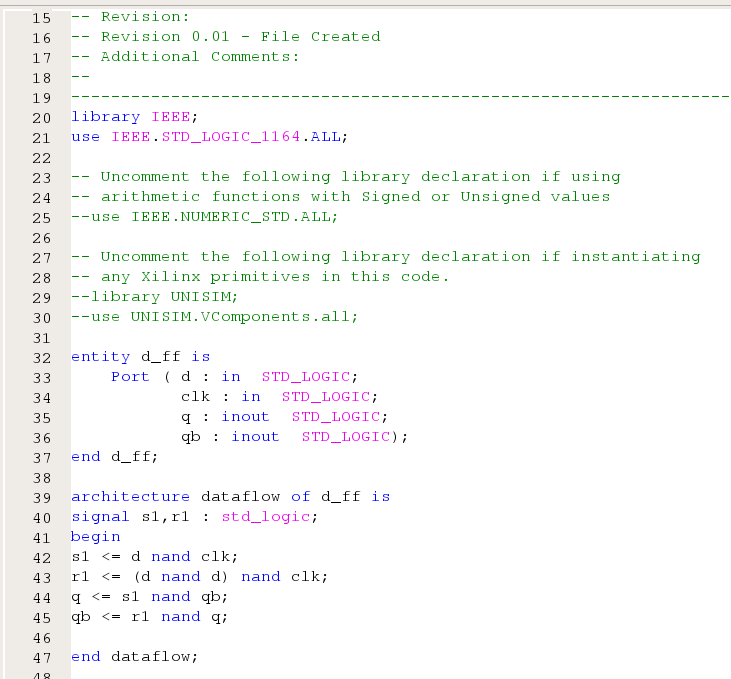 15 -- Revision:
16 -- Revision 0.01 - File Created
17 -- Additional Comments:
18 --
19 ------------------------------------------------------------------
20 library IEEE;
21 use IEEE.STD_LOGIC_1164.ALL;
22
23 -- Uncomment the following library declaration if using
24 -- arithmetic functions with Signed or Unsigned values
25 --use IEEE.NUMERIC_STD.ALL;
26
27 -- Uncomment the following library declaration if instantiating
28 -- any Xilinx primitives in this code.
29 --library UNISIM;
30 --use UNISIM.VComponents.all;
31
32 entity d_ff is
33     Port ( d : in  STD_LOGIC;
34            clk : in  STD_LOGIC;
35            q : inout  STD_LOGIC;
36            qb : inout  STD_LOGIC);
37 end d_ff;
38
39 architecture dataflow of d_ff is
40 signal s1,r1 : std_logic;
41 begin
42 s1 <= d nand clk;
43 r1 <= (d nand d) nand clk;
44 q <= s1 nand qb;
45 qb <= r1 nand q;
46
47 end dataflow;
48